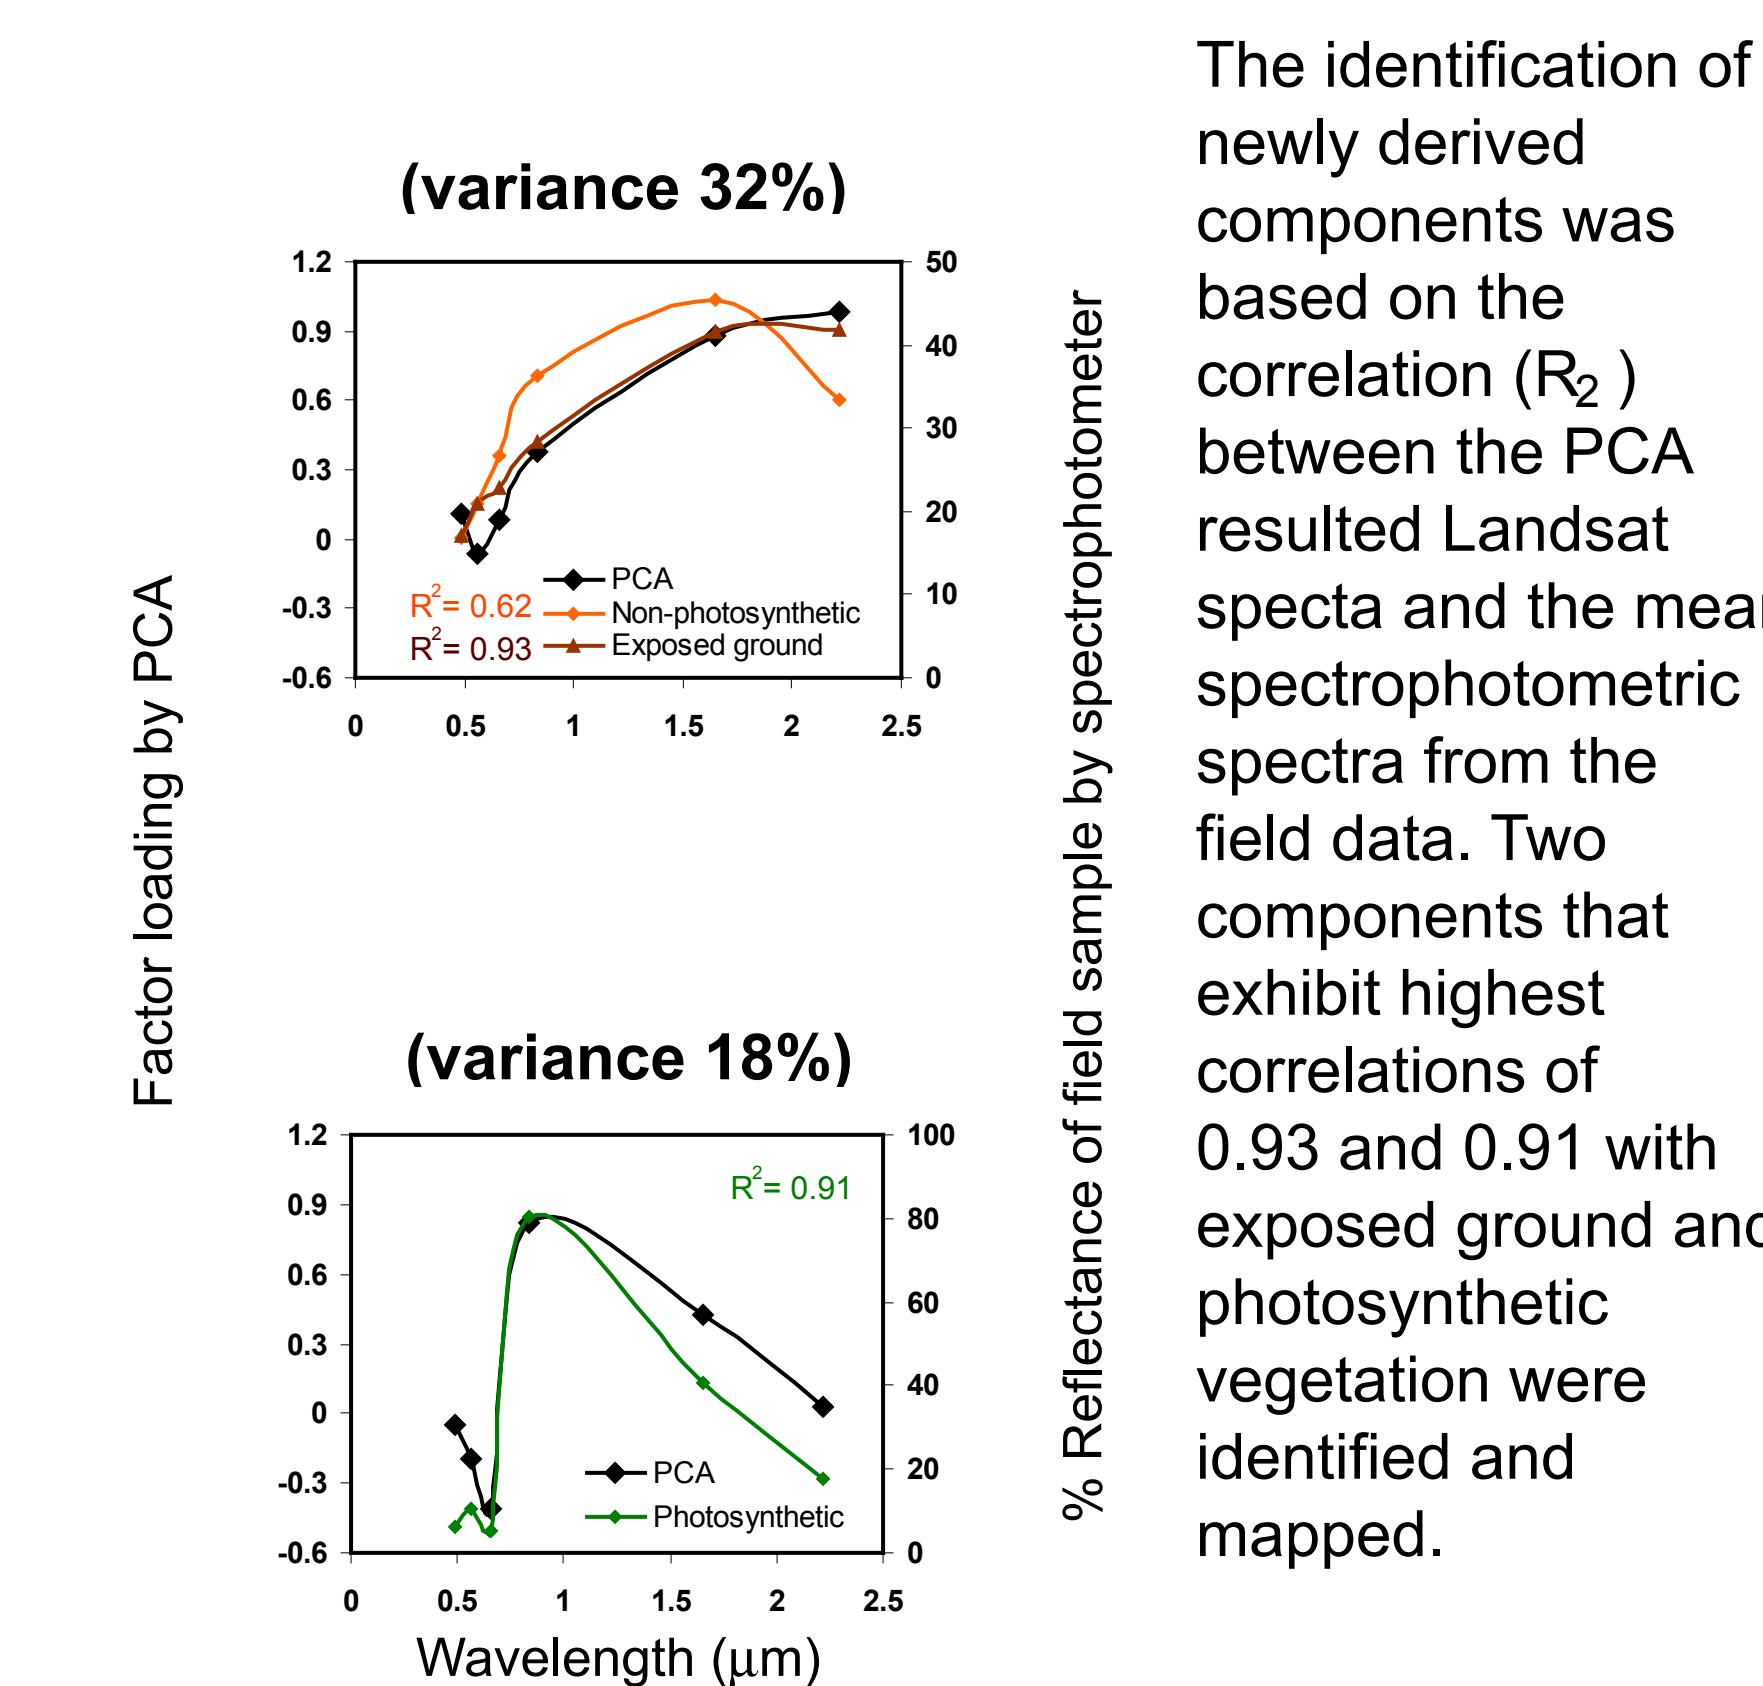 (variance 32%)
1.2
0.9
0.6
0.3
0
-0.3
-0.6
50
40
30
20
10
0
R2= 0.62
R2= 0.93
PCA
Non-photosynthetic
Exposed ground
0 0.5 1 1.5 2 2.5
Factor loading by PCA
% Reflectance of field sample by spectrophotometer
(variance 18%)
1.2
0.9
0.6
0.3
0
-0.3
-0.6
100
80
60
40
20
0
R2= 0.91
PCA
Photosynthetic
0 0.5 1 1.5 2 2.5
Wavelength (μm)
The identification of
newly derived
components was
based on the
correlation (R2 )
between the PCA
resulted Landsat
specta and the mean
spectrophotometric
spectra from the
field data. Two
components that
exhibit highest
correlations of
0.93 and 0.91 with
exposed ground and
photosynthetic
vegetation were
identified and
mapped.